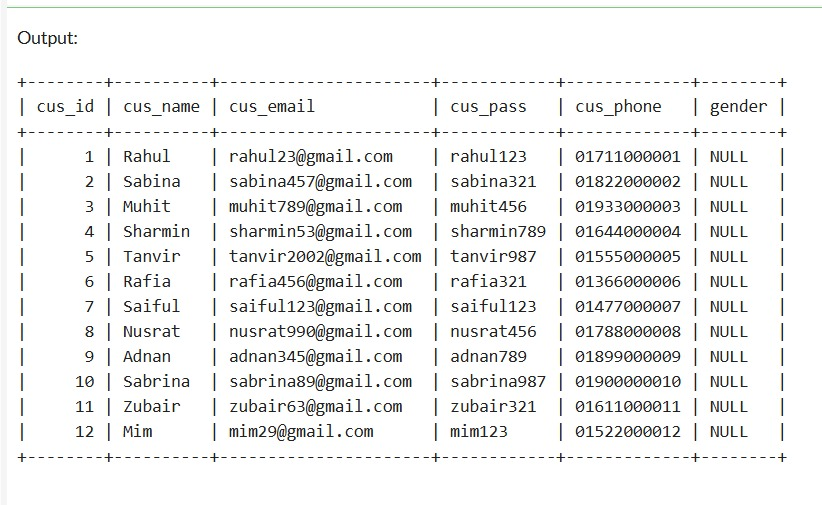 Output:
+--------+----------+----------------------+------------+-------------+--------+
| cus_id | cus_name | cus_email            | cus_pass   | cus_phone   | gender |
+--------+----------+----------------------+------------+-------------+--------+
|      1 | Rahul    | rahul23@gmail.com    | rahul123   | 01711000001 | NULL   |
|      2 | Sabina   | sabina457@gmail.com  | sabina321  | 01822000002 | NULL   |
|      3 | Muhit    | muhit789@gmail.com   | muhit456   | 01933000003 | NULL   |
|      4 | Sharmin  | sharmin53@gmail.com  | sharmin789 | 01644000004 | NULL   |
|      5 | Tanvir   | tanvir2002@gmail.com | tanvir987  | 01555000005 | NULL   |
|      6 | Rafia    | rafia456@gmail.com   | rafia321   | 01366000006 | NULL   |
|      7 | Saiful   | saiful123@gmail.com  | saiful123  | 01477000007 | NULL   |
|      8 | Nusrat   | nusrat990@gmail.com  | nusrat456  | 01788000008 | NULL   |
|      9 | Adnan    | adnan345@gmail.com   | adnan789   | 01899000009 | NULL   |
|     10 | Sabrina  | sabrina89@gmail.com  | sabrina987 | 01900000010 | NULL   |
|     11 | Zubair   | zubair63@gmail.com   | zubair321  | 01611000011 | NULL   |
|     12 | Mim      | mim29@gmail.com      | mim123     | 01522000012 | NULL   |
+--------+----------+----------------------+------------+-------------+--------+